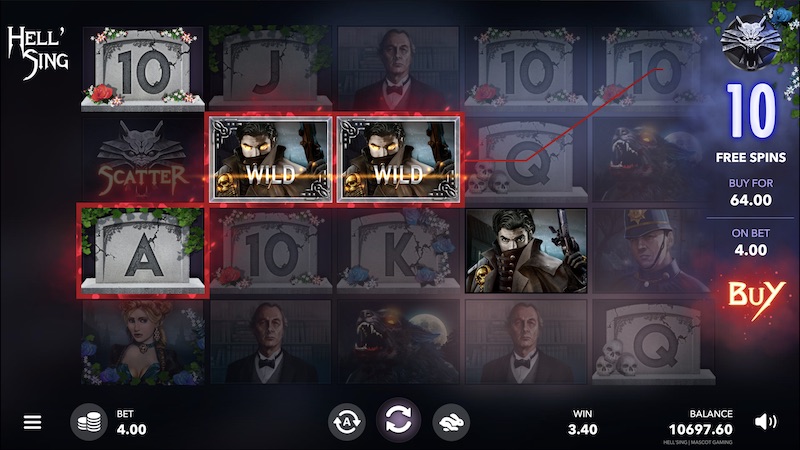 HELL'
SING
10
J
10
10
SCATTER
WILD
WILD
Q
A
10
K
Q
10
FREE SPINS
BUY FOR
64.00
ON BET
4.00
BUY
BET
4.00
A
WIN
3.40
BALANCE
10697.60
HELL'SING | MASCOT GAMING